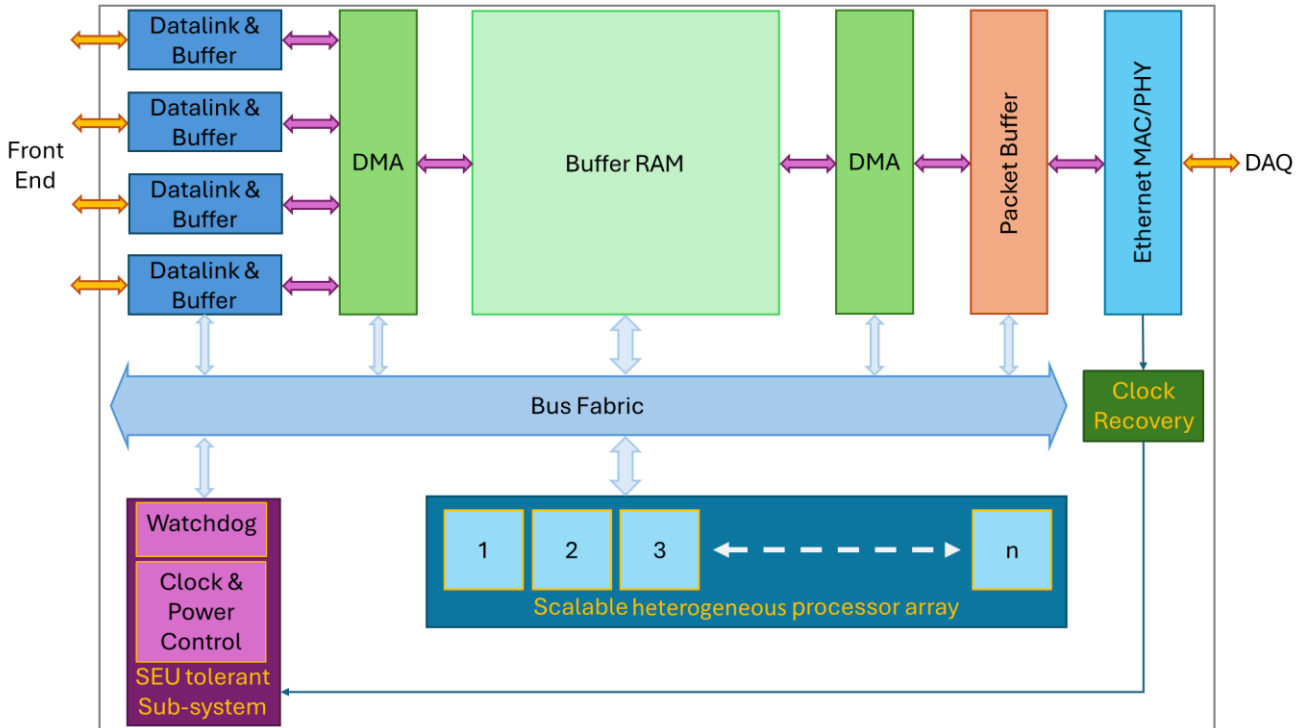 Datalink &
Buffer
Datalink &
Buffer
Datalink &
Buffer
Datalink &
Buffer
Front
End
DMA
Buffer RAM
DMA
Packet Buffer
Ethernet MAC/PHY
DAQ
Bus Fabric
Clock
Recovery
Watchdog
Clock &
Power
Control
SEU tolerant
Sub-system
1
2
3
n
Scalable heterogeneous processor array